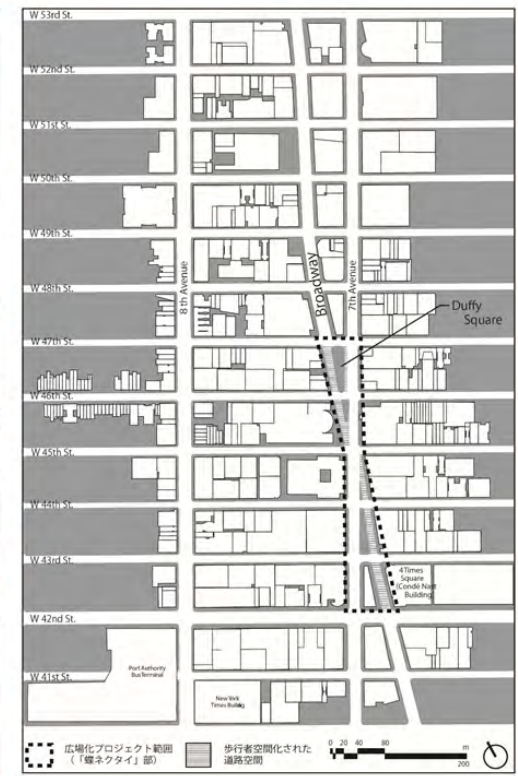 W 53rd St.
W 52nd St.
W 51st St.
W 50th St.
W 49th St.
W 48th St.
8 th Avenue
Broadway
7th Avenue
Duffy
Square
W 47th St.
W 46th St.
W 45th St.
W 44th St.
W 43rd St.
4 Times
Square
(Condé Nast
Building)
W 42nd St.
Port Authority
Bus Terminal
W 41st St.
New York
Times Building
広場化プロジェクト範囲
(「蝶ネクタイ」部)
歩行者空間化された
道路空間
0 20 40 80 m
200